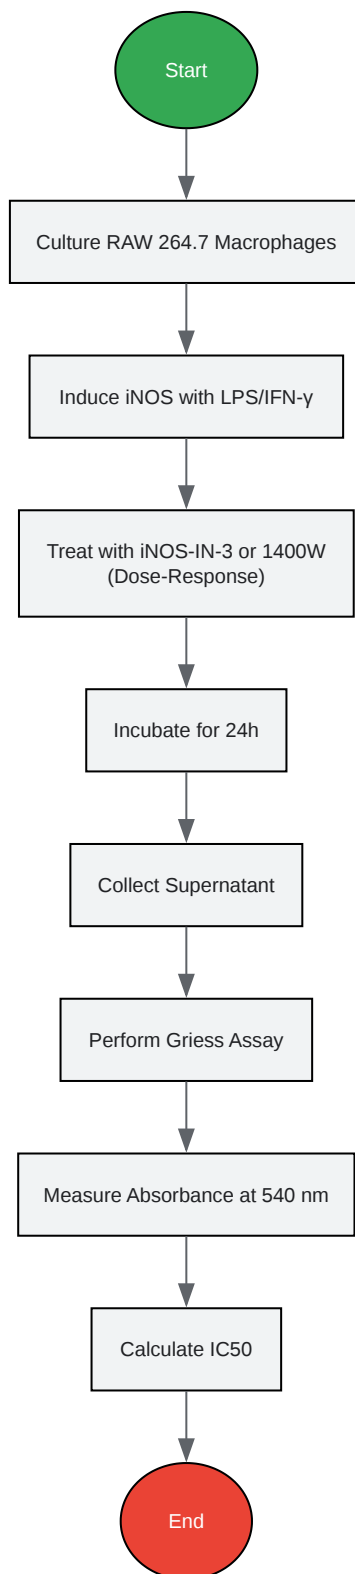 Start
Culture RAW 264.7 Macrophages
Induce iNOS with LPS/IFN-γ
Treat with iNOS-IN-3 or 1400W
(Dose-Response)
Incubate for 24h
Collect Supernatant
Perform Griess Assay
Measure Absorbance at 540 nm
Calculate IC50
End